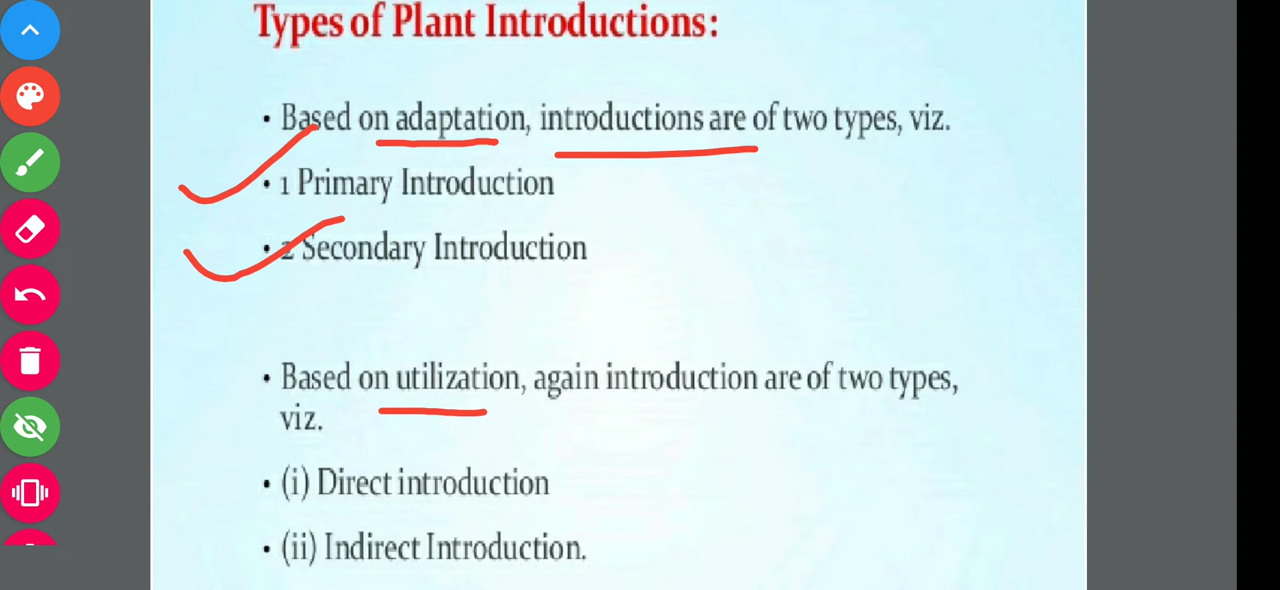 Types of Plant Introductions:
• Based on adaptation, introductions are of two types, viz.
• 1 Primary Introduction
• 2 Secondary Introduction
• Based on utilization, again introduction are of two types,
viz.
• (i) Direct introduction
• (ii) Indirect Introduction.